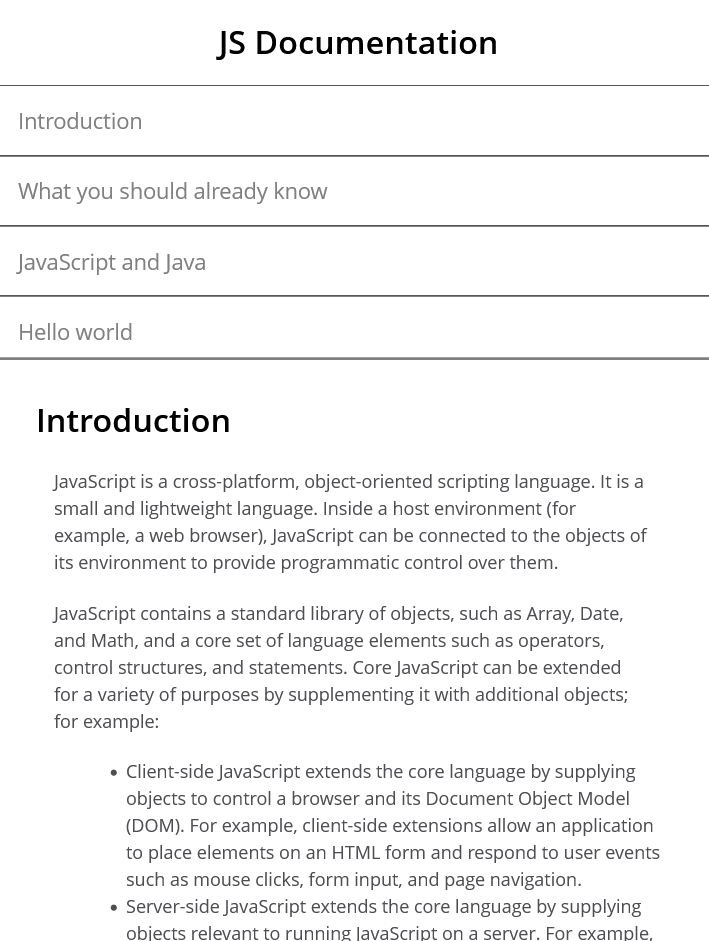 JS Documentation
Introduction
What you should already know
JavaScript and Java
Hello world
Introduction
JavaScript is a cross-platform, object-oriented scripting language. It is a
small and lightweight language. Inside a host environment (for
example, a web browser), JavaScript can be connected to the objects of
its environment to provide programmatic control over them.
JavaScript contains a standard library of objects, such as Array, Date,
and Math, and a core set of language elements such as operators,
control structures, and statements. Core JavaScript can be extended
for a variety of purposes by supplementing it with additional objects;
for example:
• Client-side JavaScript extends the core language by supplying
objects to control a browser and its Document Object Model
(DOM). For example, client-side extensions allow an application
to place elements on an HTML form and respond to user events
such as mouse clicks, form input, and page navigation.
• Server-side JavaScript extends the core language by supplying
objects relevant to running JavaScript on a server. For example,